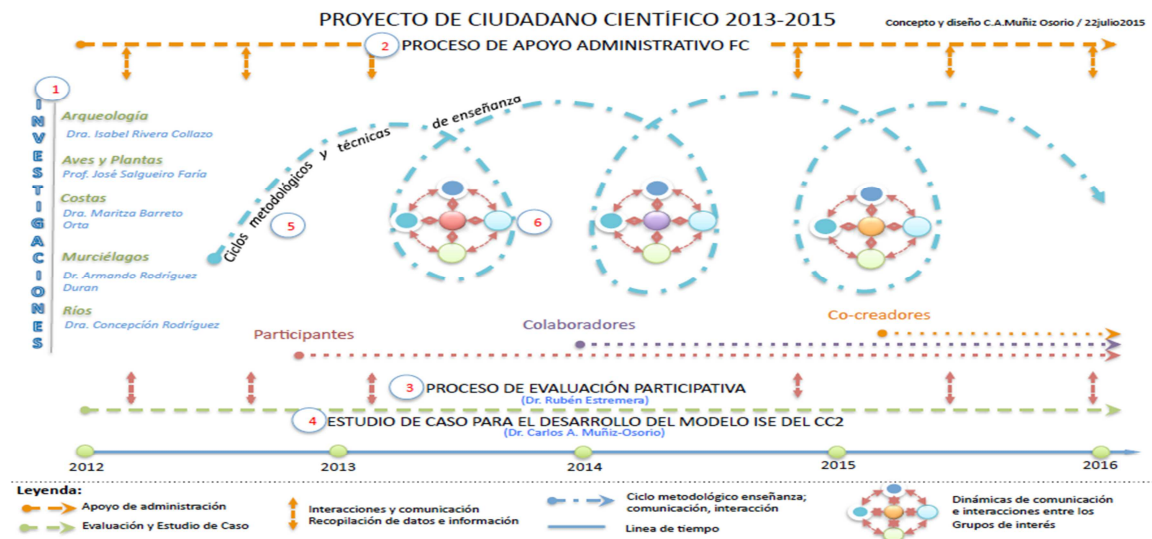 PROYECTO DE CIUDADANO CIENTÍFICO 2013-2015
Concepto y diseño C.A.Muñiz Osorio / 22julio2015
2 PROCESO DE APOYO ADMINISTRATIVO FC
1
INVESTIGACIONES
Arqueología
Dra. Isabel Rivera Collazo
Aves y Plantas
Prof. José Salgueiro Faría
Costas
Dra. Maritza Barreto
Orta
Murciélagos
Dr. Armando Rodríguez
Duran
Ríos
Dra. Concepción Rodríguez
Ciclos metodológicos y técnicas de enseñanza
5
6
Participantes
Colaboradores
Co-creadores
3 PROCESO DE EVALUACIÓN PARTICIPATIVA
(Dr. Rubén Estremera)
4 ESTUDIO DE CASO PARA EL DESARROLLO DEL MODELO ISE DEL CC2
(Dr. Carlos A. Muñiz-Osorio)
2012 2013 2014 2015 2016
Leyenda:
Apoyo de administración
Evaluación y Estudio de Caso
Interacciones y comunicación
Recopilación de datos e información
Ciclo metodológico enseñanza;
comunicación, interacción
Linea de tiempo
Dinámicas de comunicación
e interacciones entre los
Grupos de interés